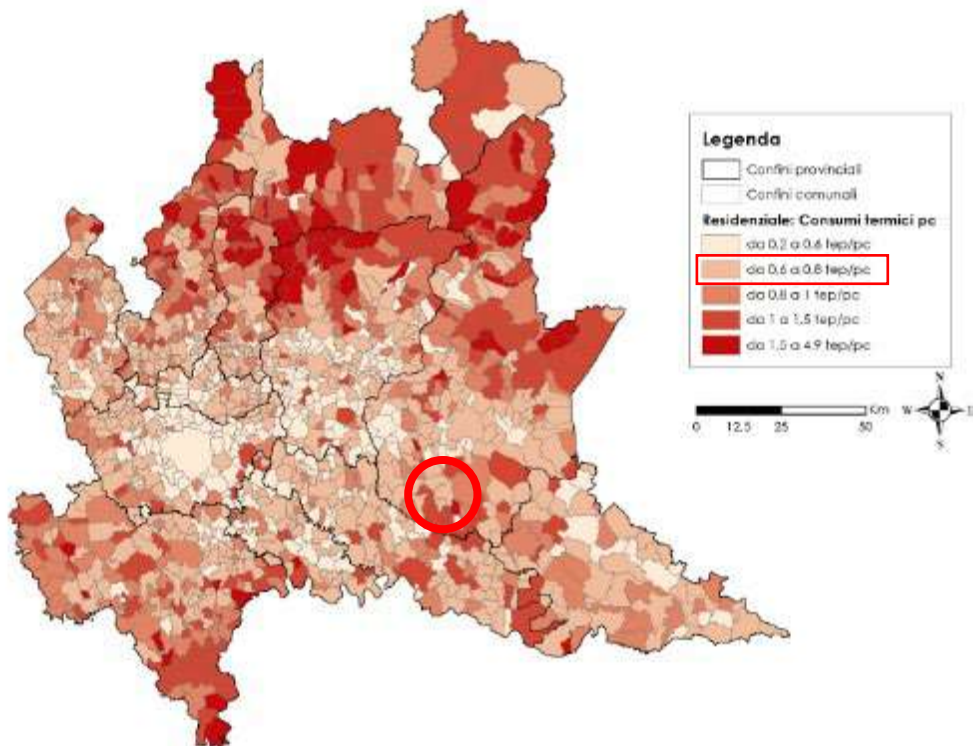 Legenda
Confini provinciali
Confini comunali
Residenziale: Consumi termici pc
da 0,2 a 0,6 tep/pc
da 0,6 a 0,8 tep/pc
da 0,8 a 1 tep/pc
da 1 a 1,5 tep/pc
da 1,5 a 4,9 tep/pc
N
Km W E
0 12,5 25 50
S